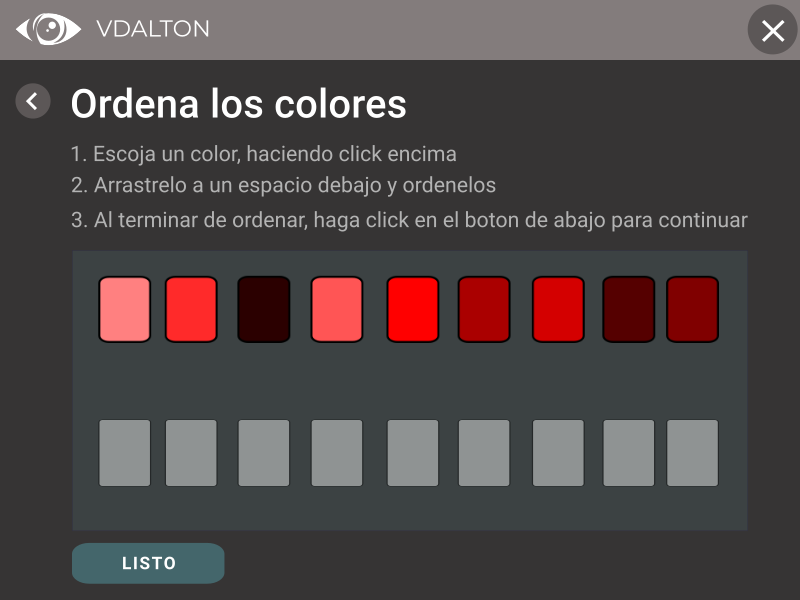 VDALTON
Ordena los colores
1. Escoja un color, haciendo click encima
2. Arrastrelo a un espacio debajo y ordenelos
3. Al terminar de ordenar, haga click en el boton de abajo para continuar
LISTO